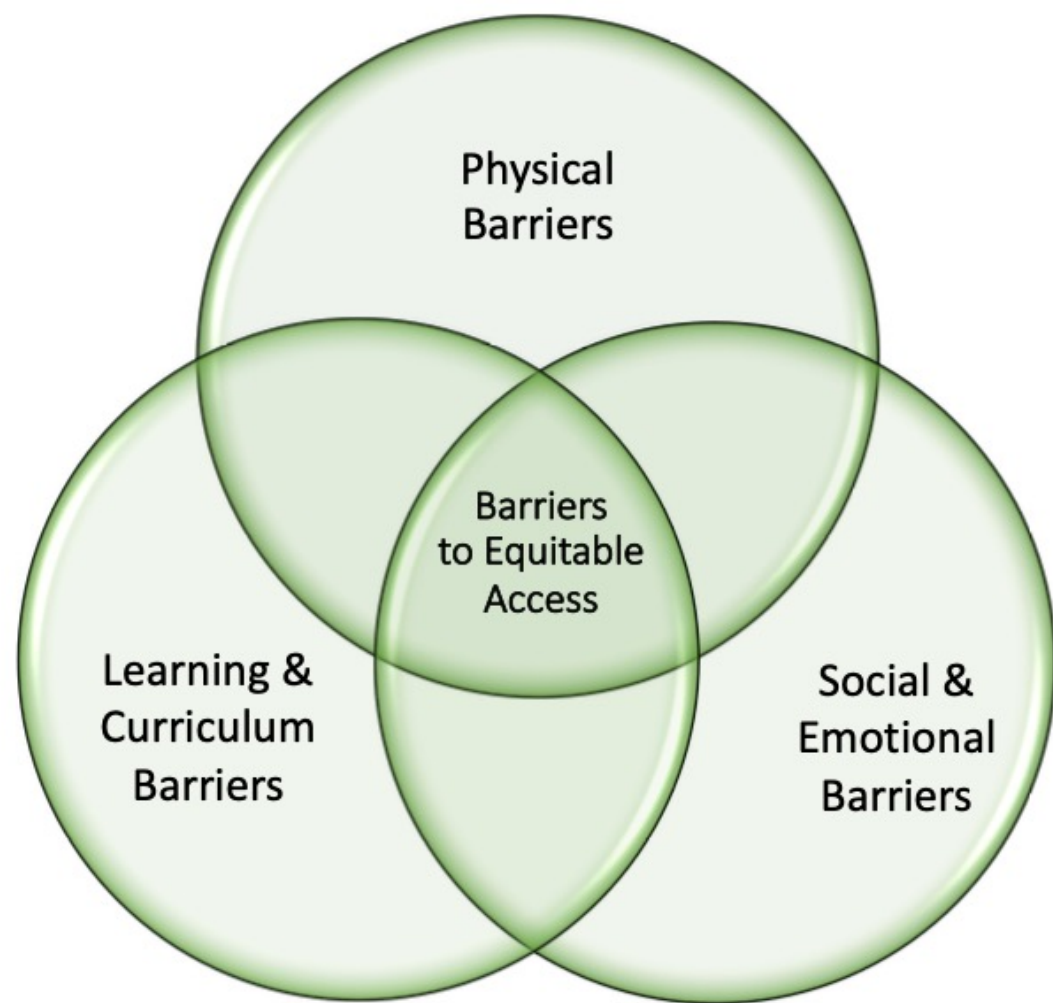 Physical
Barriers
Barriers
to Equitable
Access
Learning &
Curriculum
Barriers
Social &
Emotional
Barriers